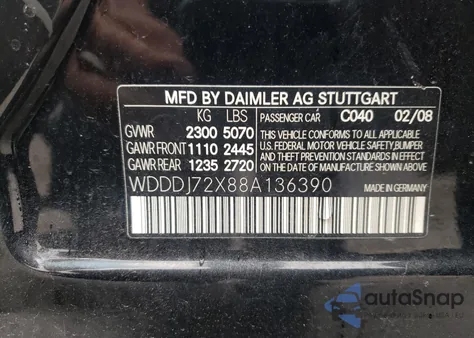 MFD BY DAIMLER AG STUTTGART
KG LBS PASSENGER CAR C040 02/08
GVWR 2300 5070 THIS VEHICLE CONFORMS TO ALL APPLICABLE
GAWR FRONT 1110 2445 U.S. FEDERAL MOTOR VEHICLE SAFETY,BUMPER
GAWR REAR 1235 2720 AND THEFT PREVENTION STANDARDS IN EFFECT
ON THE DATE OF MANUFACTURE SHOWN ABOVE.
WDDDJ72X88A136390
MADE IN GERMANY
autoSnap